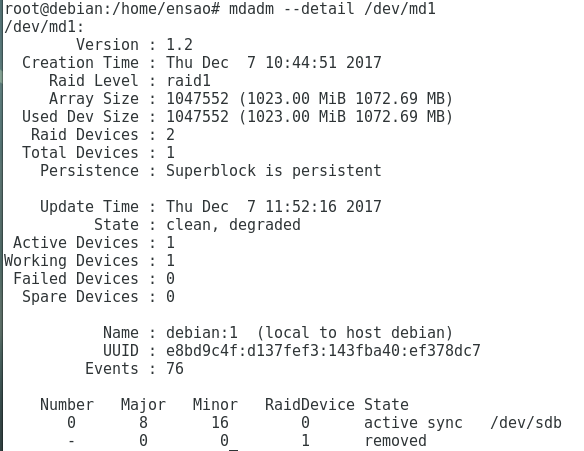 root@debian:/home/ensao# mdadm --detail /dev/md1
/dev/md1:
Version : 1.2
Creation Time : Thu Dec  7 10:44:51 2017
Raid Level : raid1
Array Size : 1047552 (1023.00 MiB 1072.69 MB)
Used Dev Size : 1047552 (1023.00 MiB 1072.69 MB)
Raid Devices : 2
Total Devices : 1
Persistence : Superblock is persistent
Update Time : Thu Dec  7 11:52:16 2017
State : clean, degraded
Active Devices : 1
Working Devices : 1
Failed Devices : 0
Spare Devices : 0
Name : debian:1  (local to host debian)
UUID : e8bd9c4f:d137fef3:143fba40:ef378dc7
Events : 76
Number   Major   Minor   RaidDevice State
0       8       16        0      active sync   /dev/sdb
-       0        0        1      removed